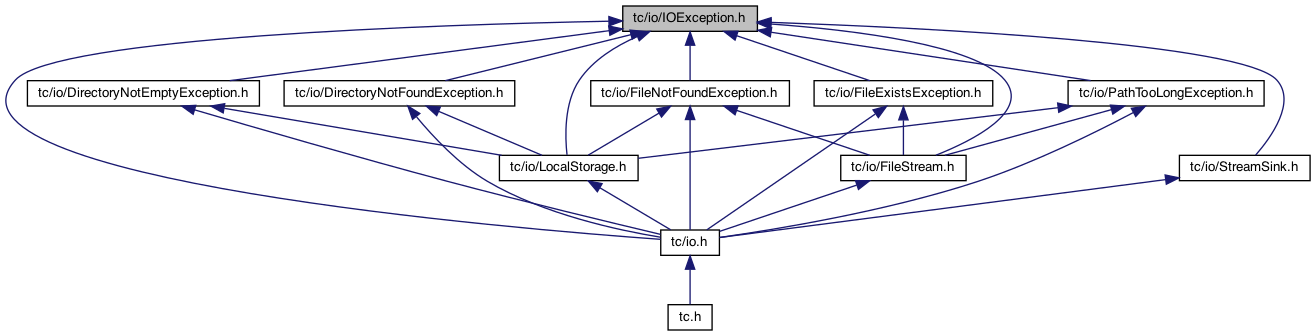 tc/io/IOException.h
tc/io/DirectoryNotEmptyException.h
tc/io/DirectoryNotFoundException.h
tc/io/FileNotFoundException.h
tc/io/FileExistsException.h
tc/io/PathTooLongException.h
tc/io/LocalStorage.h
tc/io/FileStream.h
tc/io/StreamSink.h
tc/io.h
tc.h